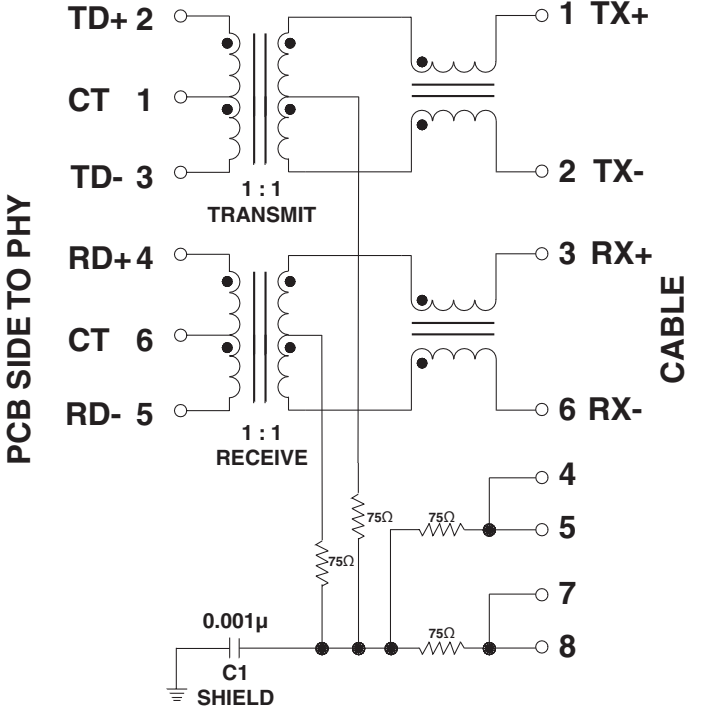 TD+ 2
1 TX+
CT 1
TD- 3
2 TX-
1 : 1
TRANSMIT
PCB SIDE TO PHY
RD+ 4
3 RX+
CABLE
CT 6
RD- 5
6 RX-
1 : 1
RECEIVE
4
75Ω
75Ω
5
75Ω
7
0.001µ
75Ω
8
C1
SHIELD